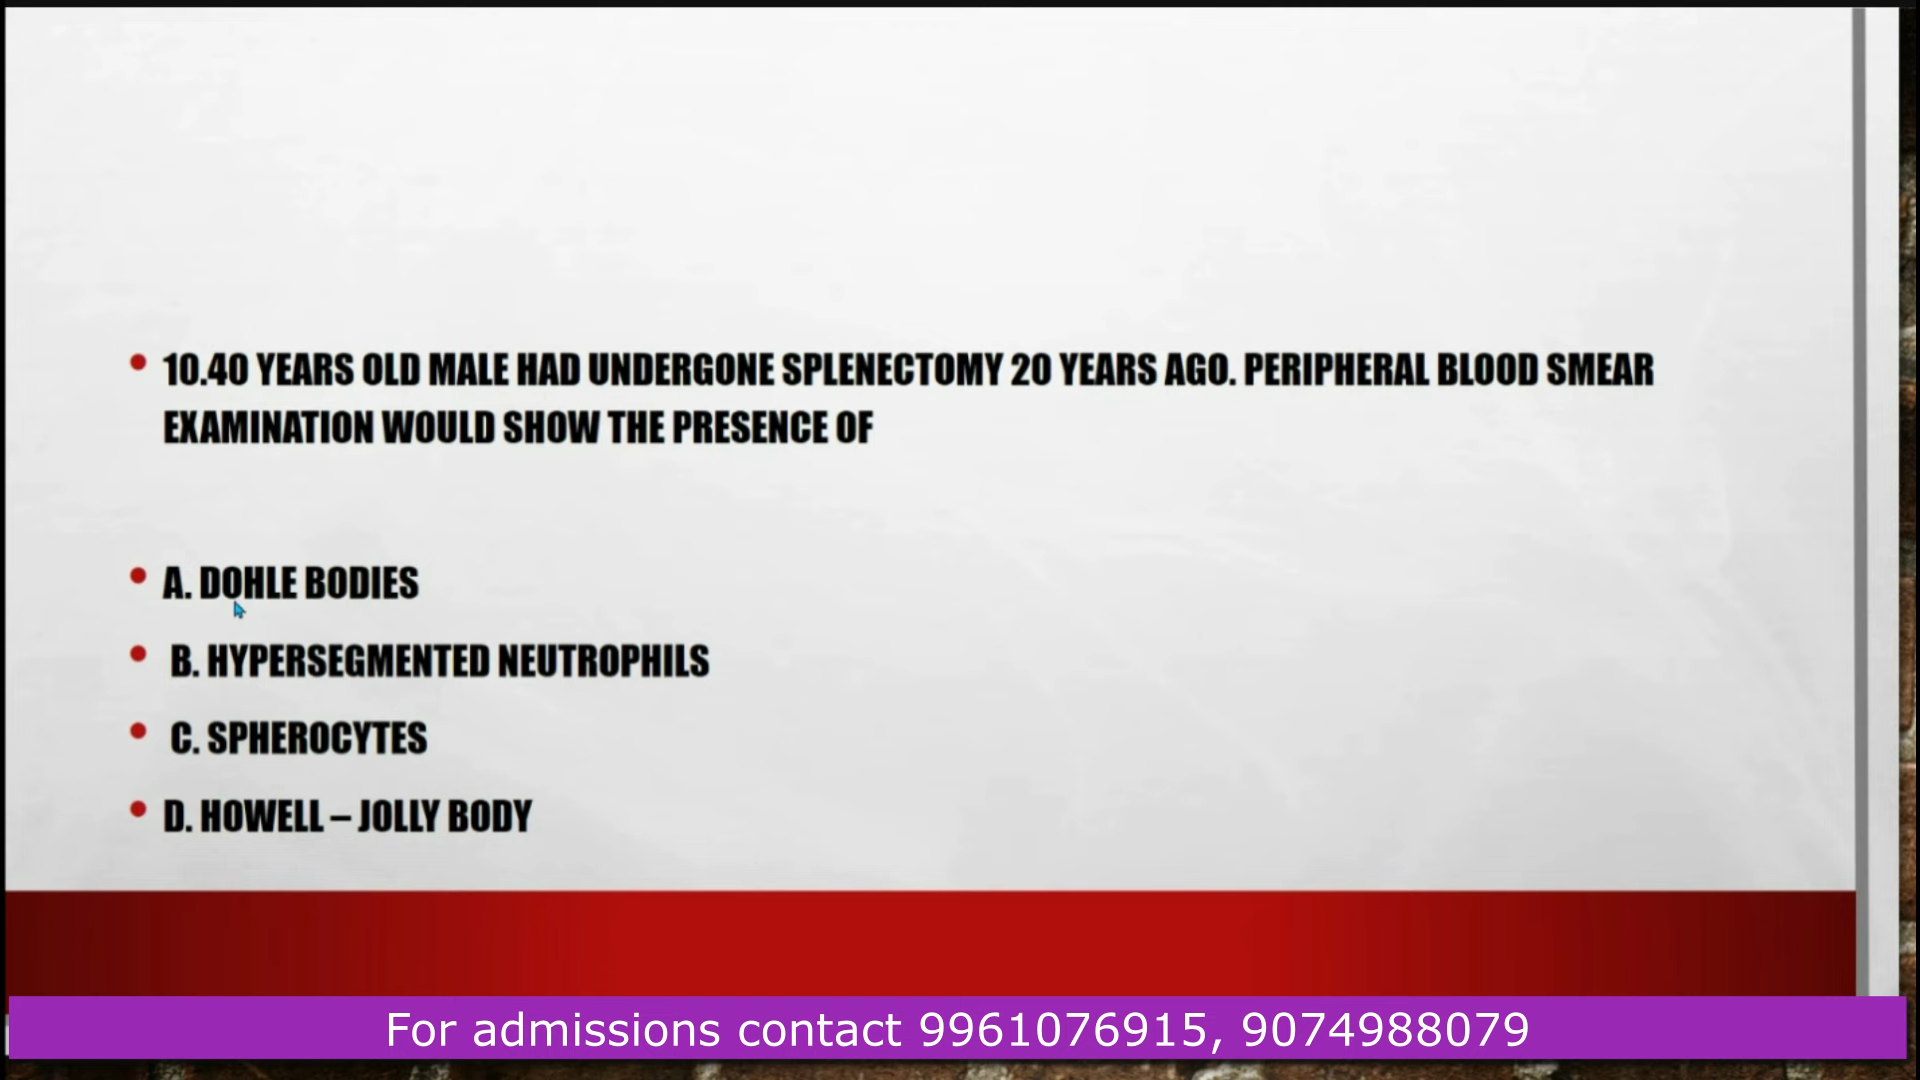 • 10.40 YEARS OLD MALE HAD UNDERGONE SPLENECTOMY 20 YEARS AGO. PERIPHERAL BLOOD SMEAR
EXAMINATION WOULD SHOW THE PRESENCE OF
• A. DOHLE BODIES
• B. HYPERSEGMENTED NEUTROPHILS
• C. SPHEROCYTES
• D. HOWELL – JOLLY BODY
For admissions contact 9961076915, 9074988079